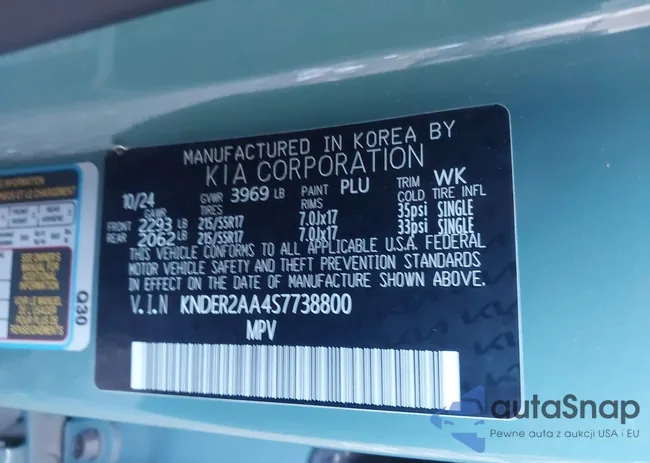 MANUFACTURED IN KOREA BY
KIA CORPORATION
10/24 GVWR 3969 LB PAINT PLU TRIM WK
GAWR TIRES RIMS COLD TIRE INFL
FRONT 2293 LB 215/55R17 7.0Jx17 35psi SINGLE
REAR 2062 LB 215/55R17 7.0Jx17 33psi SINGLE
THIS VEHICLE CONFORMS TO ALL APPLICABLE U.S.A. FEDERAL
MOTOR VEHICLE SAFETY AND THEFT PREVENTION STANDARDS
IN EFFECT ON THE DATE OF MANUFACTURE SHOWN ABOVE.
V.I.N KNDER2AA4S7738800
MPV
Q30
autaSnap
Pewne auta z aukcji USA i EU